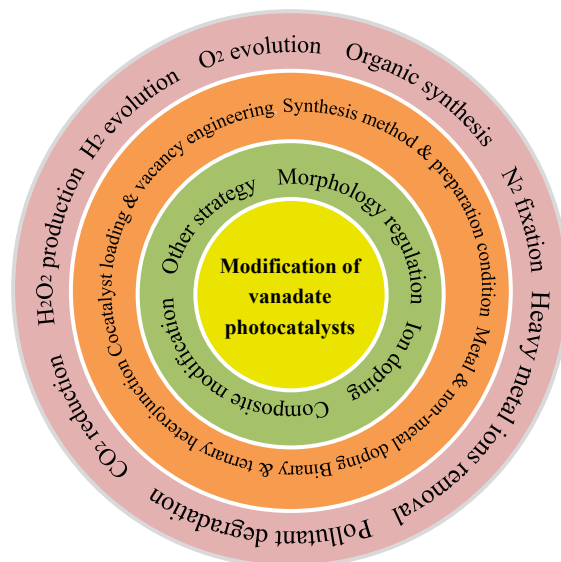 Modification of
vanadate
photocatalysts
Morphology regulation
Ion doping
Composite modification
Other strategy
Synthesis method & preparation condition
Metal & non-metal doping
Binary & ternary heterojunction
Cocatalyst loading & vacancy engineering
O2 evolution
Organic synthesis
N2 fixation
Heavy metal ions removal
Pollutant degradation
CO2 reduction
H2O2 production
H2 evolution